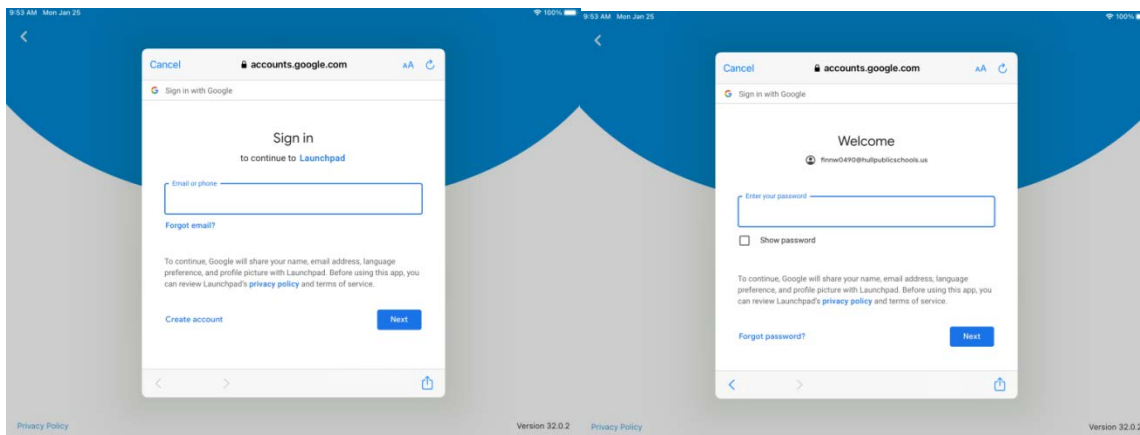 9:53 AM Mon Jan 25
100%
Cancel
accounts.google.com
AA
Sign in with Google
Sign in
to continue to Launchpad
Email or phone
Forgot email?
To continue, Google will share your name, email address, language
preference, and profile picture with Launchpad. Before using this app, you
can review Launchpad's privacy policy and terms of service.
Create account
Next
Privacy Policy
Version 32.0.2
9:53 AM Mon Jan 25
100%
Cancel
accounts.google.com
AA
Sign in with Google
Welcome
finnw0490@hullpublicschools.us
Enter your password
Show password
To continue, Google will share your name, email address, language
preference, and profile picture with Launchpad. Before using this app, you
can review Launchpad's privacy policy and terms of service.
Forgot password?
Next
Privacy Policy
Version 32.0.2